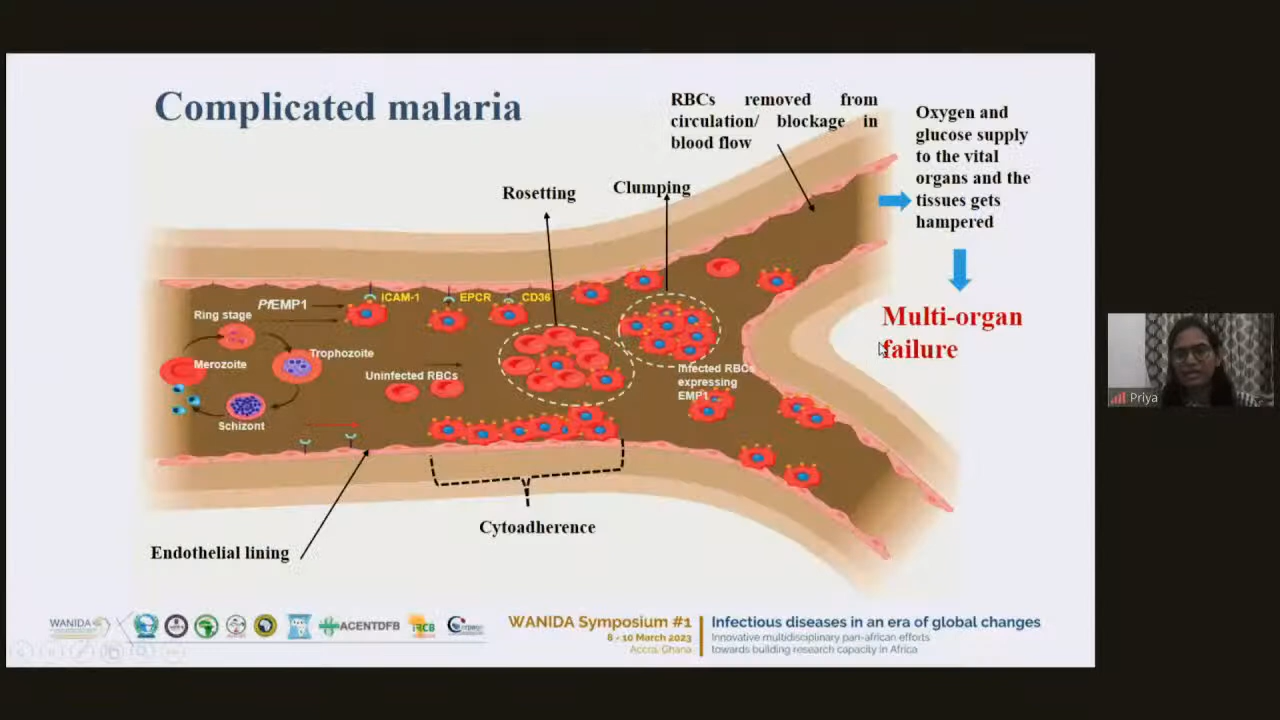 Complicated malaria
RBCs removed from
circulation/ blockage in
blood flow
Oxygen and
glucose supply
to the vital
organs and the
tissues gets
hampered
Rosetting
Clumping
ICAM-1
EPCR
CD36
PfEMP1
Ring stage
Merozoite
Trophozoite
Uninfected RBCs
Schizont
Infected RBCs
expressing
EMP1
Multi-organ
failure
Priya
Cytoadherence
Endothelial lining
WANIDA
ACENTDFB
IRCB
WANIDA Symposium #1
8 - 10 March 2023
Accra, Ghana
Infectious diseases in an era of global changes
Innovative multidisciplinary pan-african efforts
towards building research capacity in Africa